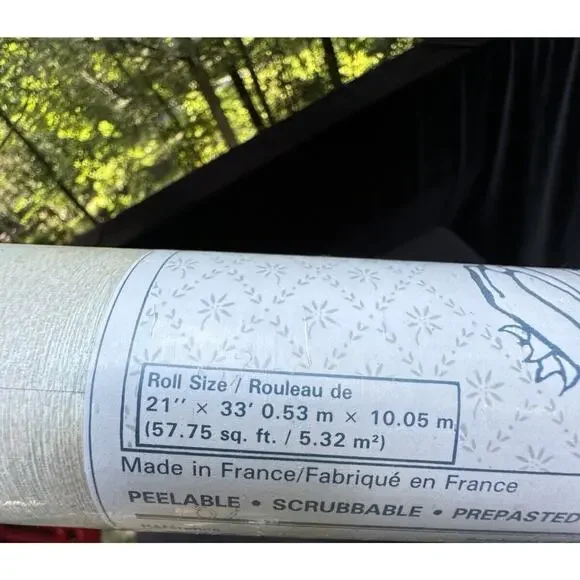 Roll Size / Rouleau de
21'' × 33' 0.53 m × 10.05 m
(57.75 sq. ft. / 5.32 m²)
Made in France/Fabriqué en France
PEELABLE • SCRUBBABLE • PREPASTED